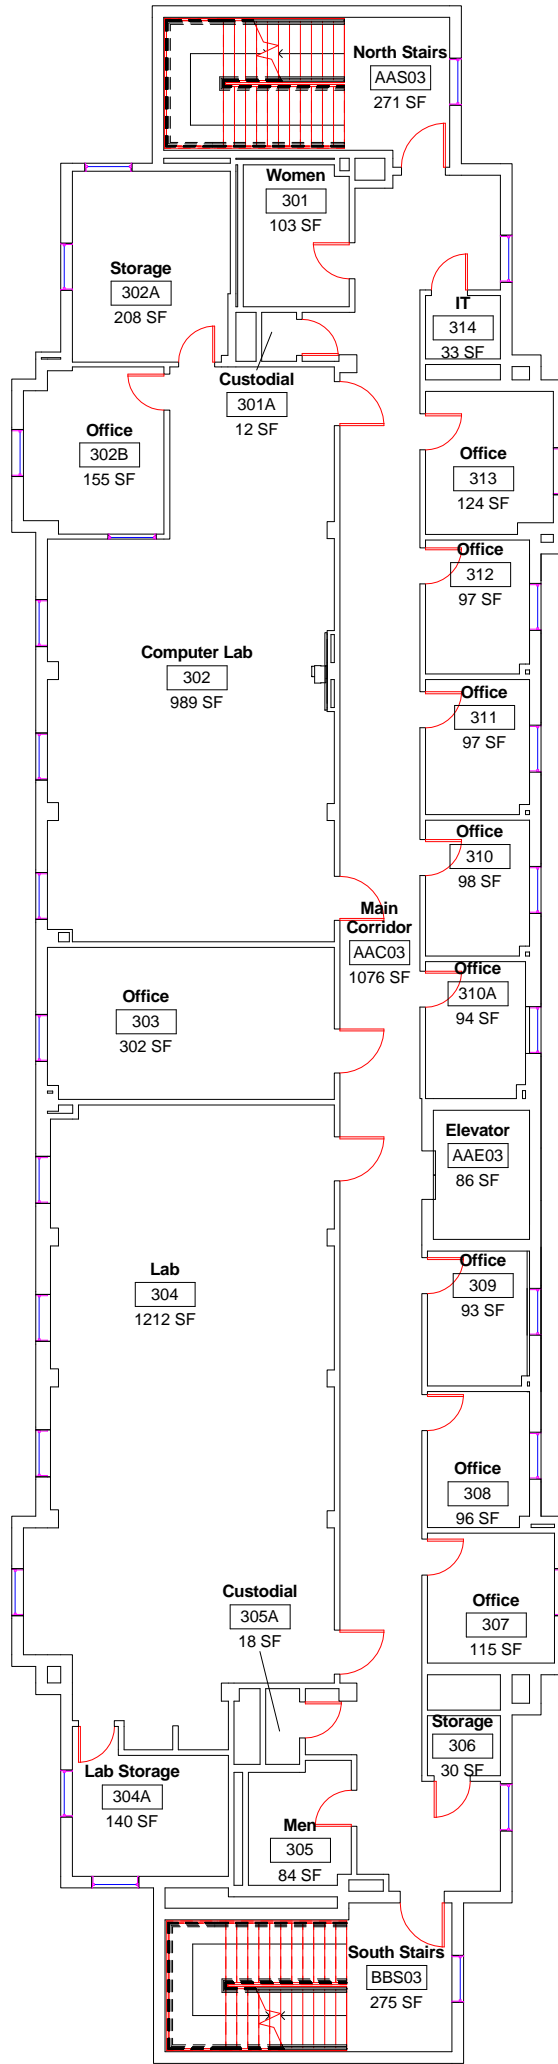 North Stairs
AAS03
271 SF
Women
301
103 SF
Storage
302A
208 SF
IT
314
33 SF
Custodial
301A
12 SF
Office
302B
155 SF
Office
313
124 SF
Office
312
97 SF
Computer Lab
302
989 SF
Office
311
97 SF
Office
310
98 SF
Main
Corridor
AAC03
1076 SF
Office
303
302 SF
Office
310A
94 SF
Elevator
AAE03
86 SF
Lab
304
1212 SF
Office
309
93 SF
Office
308
96 SF
Custodial
305A
18 SF
Office
307
115 SF
Storage
306
30 SF
Lab Storage
304A
140 SF
Men
305
84 SF
South Stairs
BBS03
275 SF